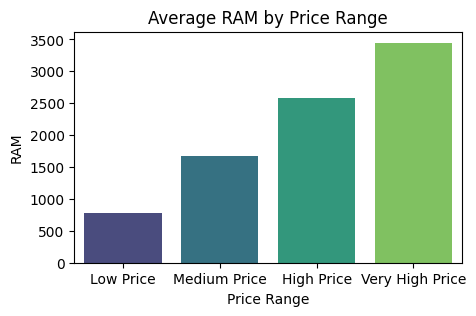 Average RAM by Price Range
3500
3000
2500
2000
1500
1000
500
0
RAM
Low Price
Medium Price
High Price
Very High Price
Price Range